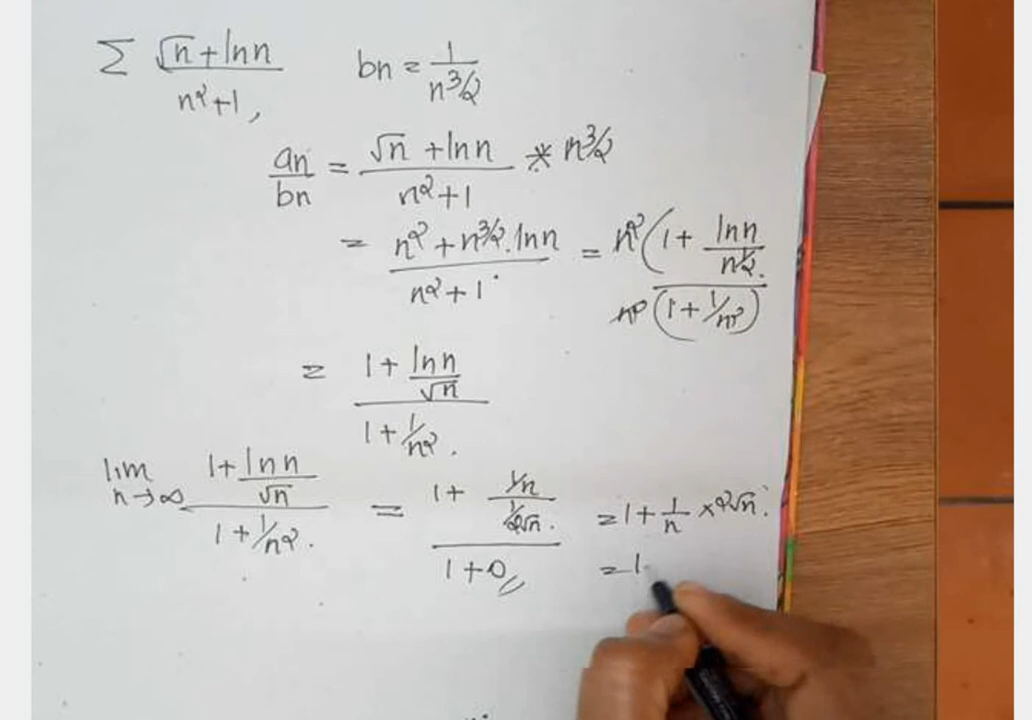 Σ (√n + ln n)/(n² + 1),   bn = 1/n^(3/2)
an/bn = (√n + ln n)/(n² + 1) * n^(3/2)
= (n² + n^(3/2) . ln n)/(n² + 1) = n²(1 + ln n/n^(1/2))/n²(1 + 1/n²)
= (1 + ln n/√n)/(1 + 1/n²).
lim n→∞ (1 + ln n/√n)/(1 + 1/n²). = (1 + (1/n)/(1/2√n).)/(1 + 0) = 1 + 1/n × 2√n.
= 1